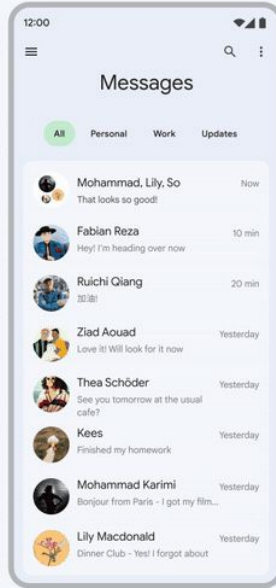 12:00
Messages
All Personal Work Updates
Mohammad, Lily, So Now
That looks so good!
Fabian Reza 10 min
Hey! I'm heading over now
Ruichi Qiang 20 min
加油!
Ziad Aouad Yesterday
Love it! Will look for it now
Thea Schöder Yesterday
See you tomorrow at the usual
cafe?
Kees Yesterday
Finished my homework
Mohammad Karimi Yesterday
Bonjour from Paris - I got my film...
Lily Macdonald Yesterday
Dinner Club - Yes! I forgot about